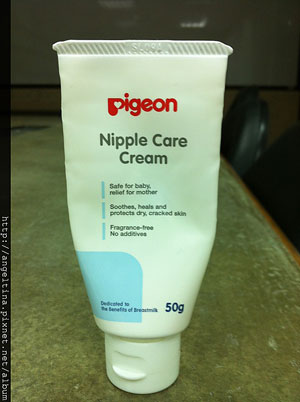 pigeon
Nipple Care
Cream
Safe for baby,
relief for mother
Soothes, heals and
protects dry, cracked skin
Fragrance-free
No additives
Dedicated to
the Benefits of Breastmilk
50g
http://angeltina.pixnet.net/album